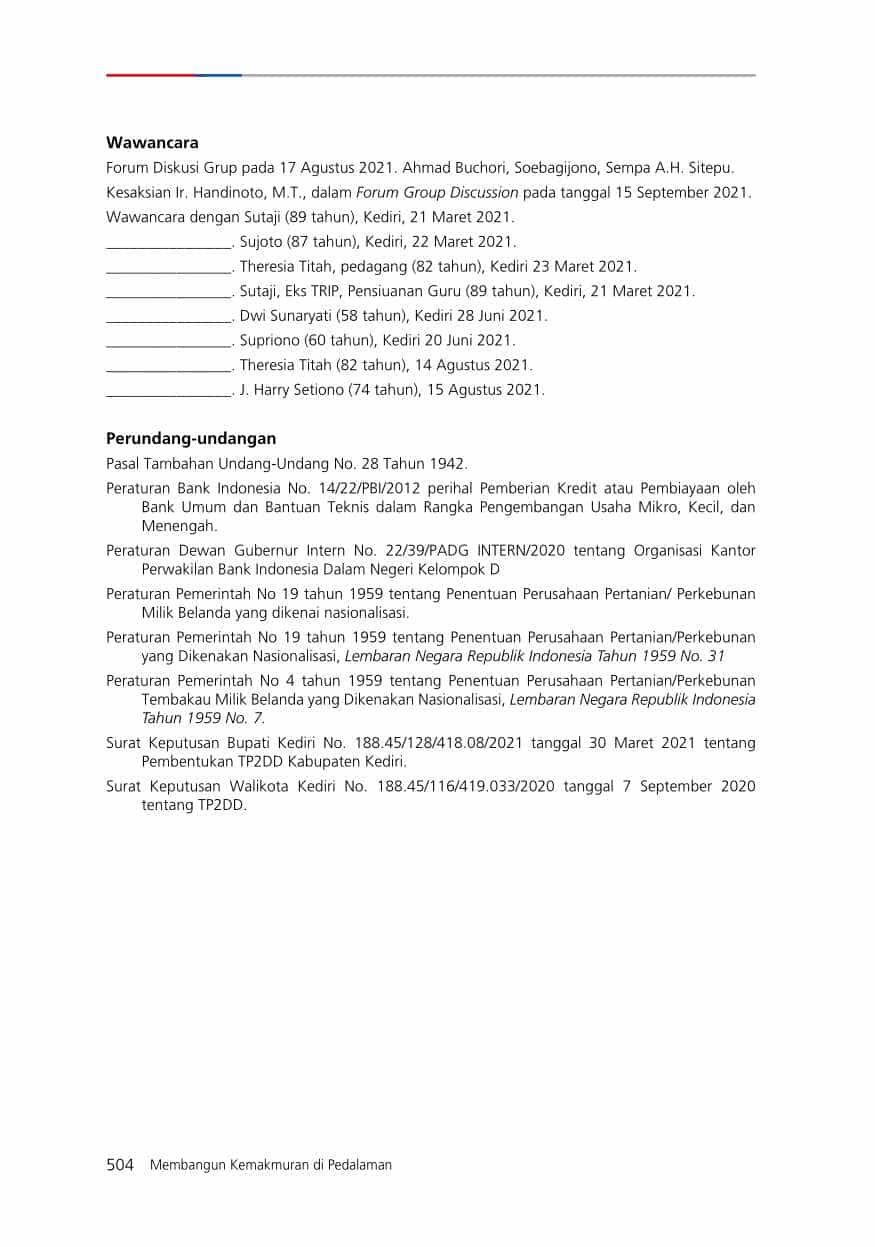 Wawancara
Forum Diskusi Grup pada 17 Agustus 2021. Ahmad Buchori, Soebagijono, Sempa A.H. Sitepu.
Kesaksian Ir. Handinoto, M.T., dalam Forum Group Discussion pada tanggal 15 September 2021.
Wawancara dengan Sutaji (89 tahun), Kediri, 21 Maret 2021.
________________. Sujoto (87 tahun), Kediri, 22 Maret 2021.
________________. Theresia Titah, pedagang (82 tahun), Kediri 23 Maret 2021.
________________. Sutaji, Eks TRIP, Pensiuanan Guru (89 tahun), Kediri, 21 Maret 2021.
________________. Dwi Sunaryati (58 tahun), Kediri 28 Juni 2021.
________________. Supriono (60 tahun), Kediri 20 Juni 2021.
________________. Theresia Titah (82 tahun), 14 Agustus 2021.
________________. J. Harry Setiono (74 tahun), 15 Agustus 2021.
Perundang-undangan
Pasal Tambahan Undang-Undang No. 28 Tahun 1942.
Peraturan Bank Indonesia No. 14/22/PBI/2012 perihal Pemberian Kredit atau Pembiayaan oleh
Bank Umum dan Bantuan Teknis dalam Rangka Pengembangan Usaha Mikro, Kecil, dan
Menengah.
Peraturan Dewan Gubernur Intern No. 22/39/PADG INTERN/2020 tentang Organisasi Kantor
Perwakilan Bank Indonesia Dalam Negeri Kelompok D
Peraturan Pemerintah No 19 tahun 1959 tentang Penentuan Perusahaan Pertanian/ Perkebunan
Milik Belanda yang dikenai nasionalisasi.
Peraturan Pemerintah No 19 tahun 1959 tentang Penentuan Perusahaan Pertanian/Perkebunan
yang Dikenakan Nasionalisasi, Lembaran Negara Republik Indonesia Tahun 1959 No. 31
Peraturan Pemerintah No 4 tahun 1959 tentang Penentuan Perusahaan Pertanian/Perkebunan
Tembakau Milik Belanda yang Dikenakan Nasionalisasi, Lembaran Negara Republik Indonesia
Tahun 1959 No. 7.
Surat Keputusan Bupati Kediri No. 188.45/128/418.08/2021 tanggal 30 Maret 2021 tentang
Pembentukan TP2DD Kabupaten Kediri.
Surat Keputusan Walikota Kediri No. 188.45/116/419.033/2020 tanggal 7 September 2020
tentang TP2DD.
504 Membangun Kemakmuran di Pedalaman